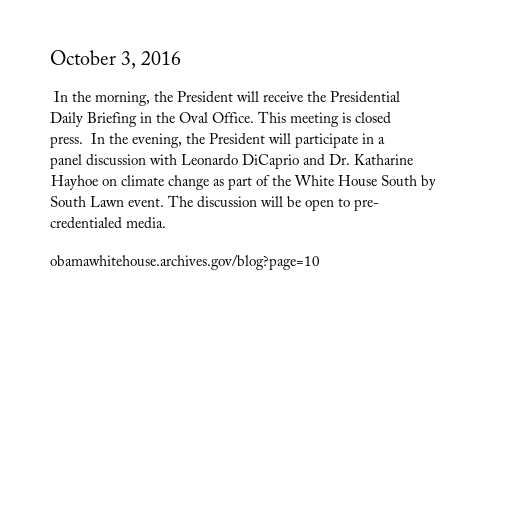 October 3, 2016
In the morning, the President will receive the Presidential
Daily Briefing in the Oval Office. This meeting is closed
press.  In the evening, the President will participate in a
panel discussion with Leonardo DiCaprio and Dr. Katharine
Hayhoe on climate change as part of the White House South by
South Lawn event. The discussion will be open to pre-
credentialed media.
obamawhitehouse.archives.gov/blog?page=10